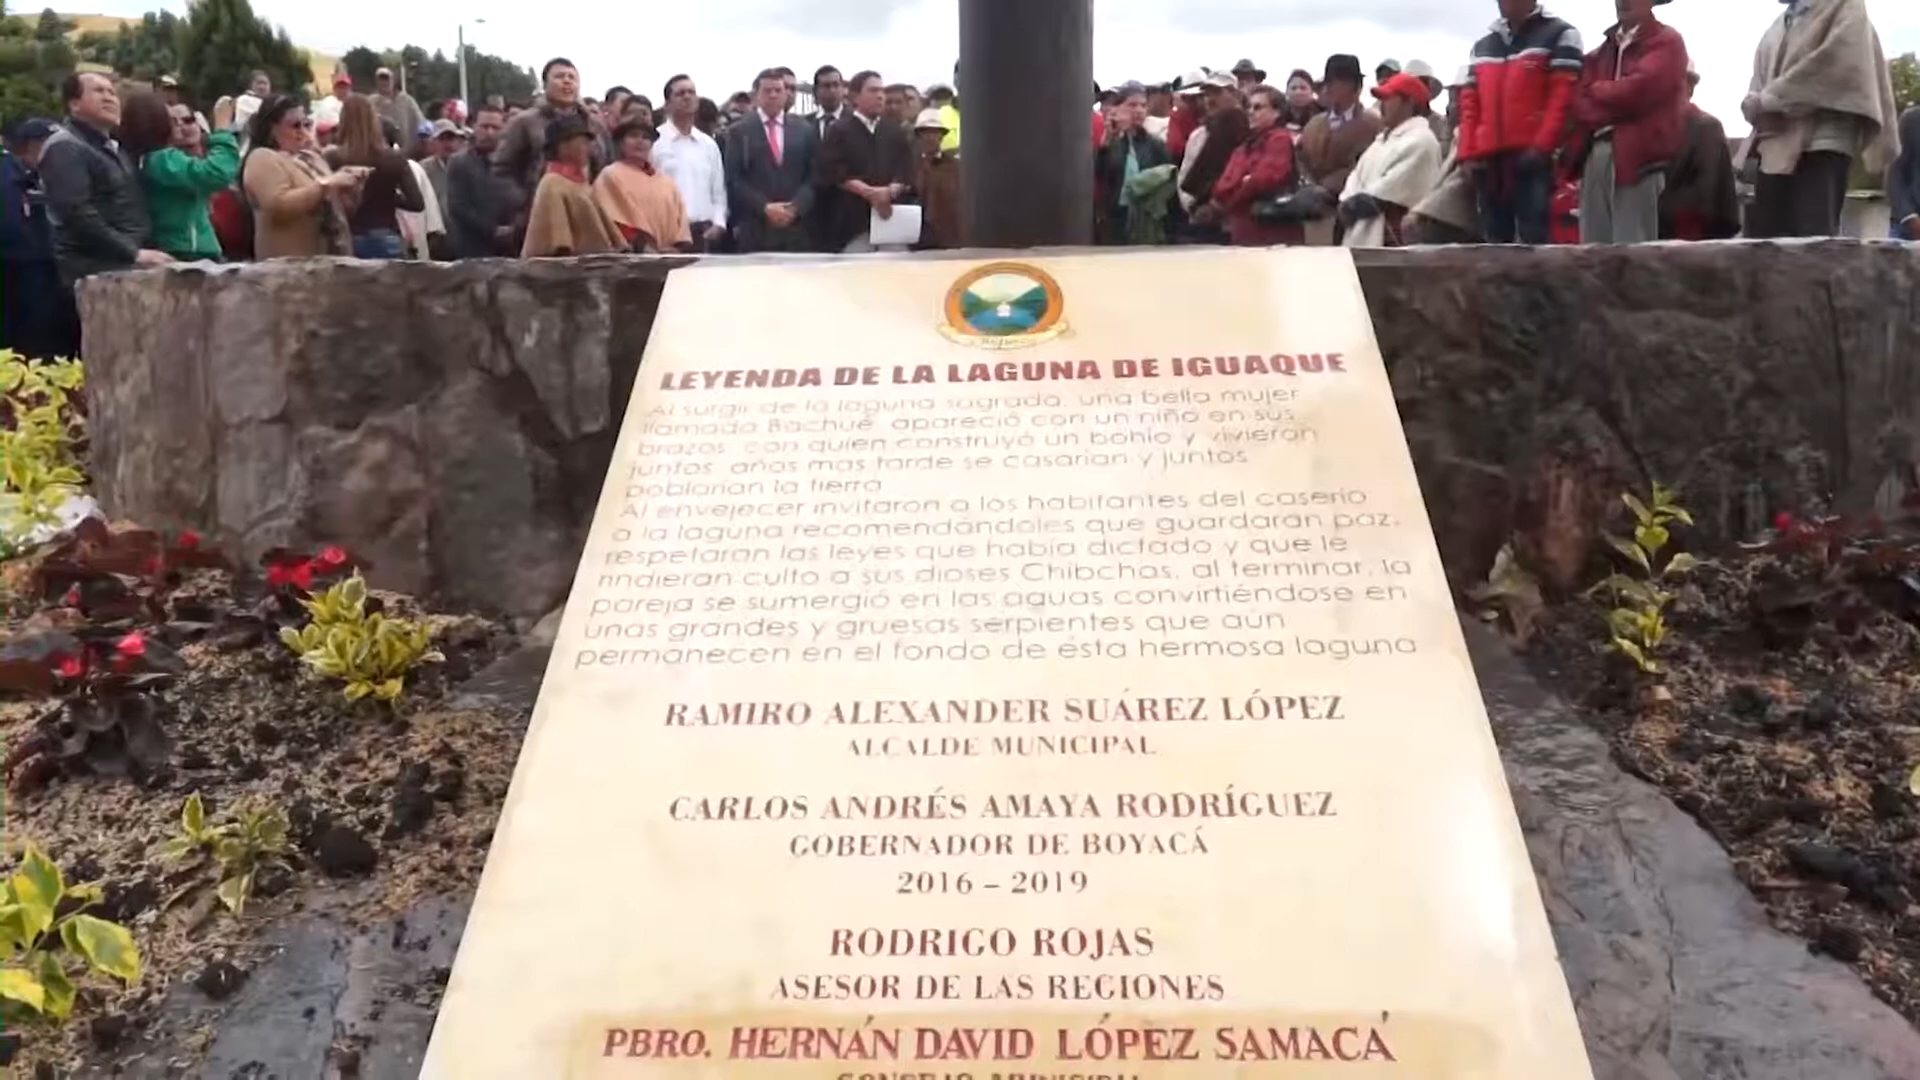 LEYENDA DE LA LAGUNA DE IGUAQUE
Al surgir de la laguna sagrada, una bella mujer
llamada Bachué, apareció con un niño en sus
brazos, con quien construyó un bohío y vivieron
juntos, años mas tarde se casarían y juntos
poblarían la tierra
Al envejecer invitaron a los habitantes del caserío
a la laguna recomendándoles que guardaran paz,
respetaran las leyes que había dictado y que le
rindieran culto a sus dioses Chibchas, al terminar, la
pareja se sumergió en las aguas convirtiéndose en
unas grandes y gruesas serpientes que aún
permanecen en el fondo de ésta hermosa laguna
RAMIRO ALEXANDER SUÁREZ LÓPEZ
ALCALDE MUNICIPAL
CARLOS ANDRÉS AMAYA RODRÍGUEZ
GOBERNADOR DE BOYACÁ
2016 – 2019
RODRIGO ROJAS
ASESOR DE LAS REGIONES
PBRO. HERNÁN DAVID LÓPEZ SAMACÁ
CONSEJO MUNICIPAL